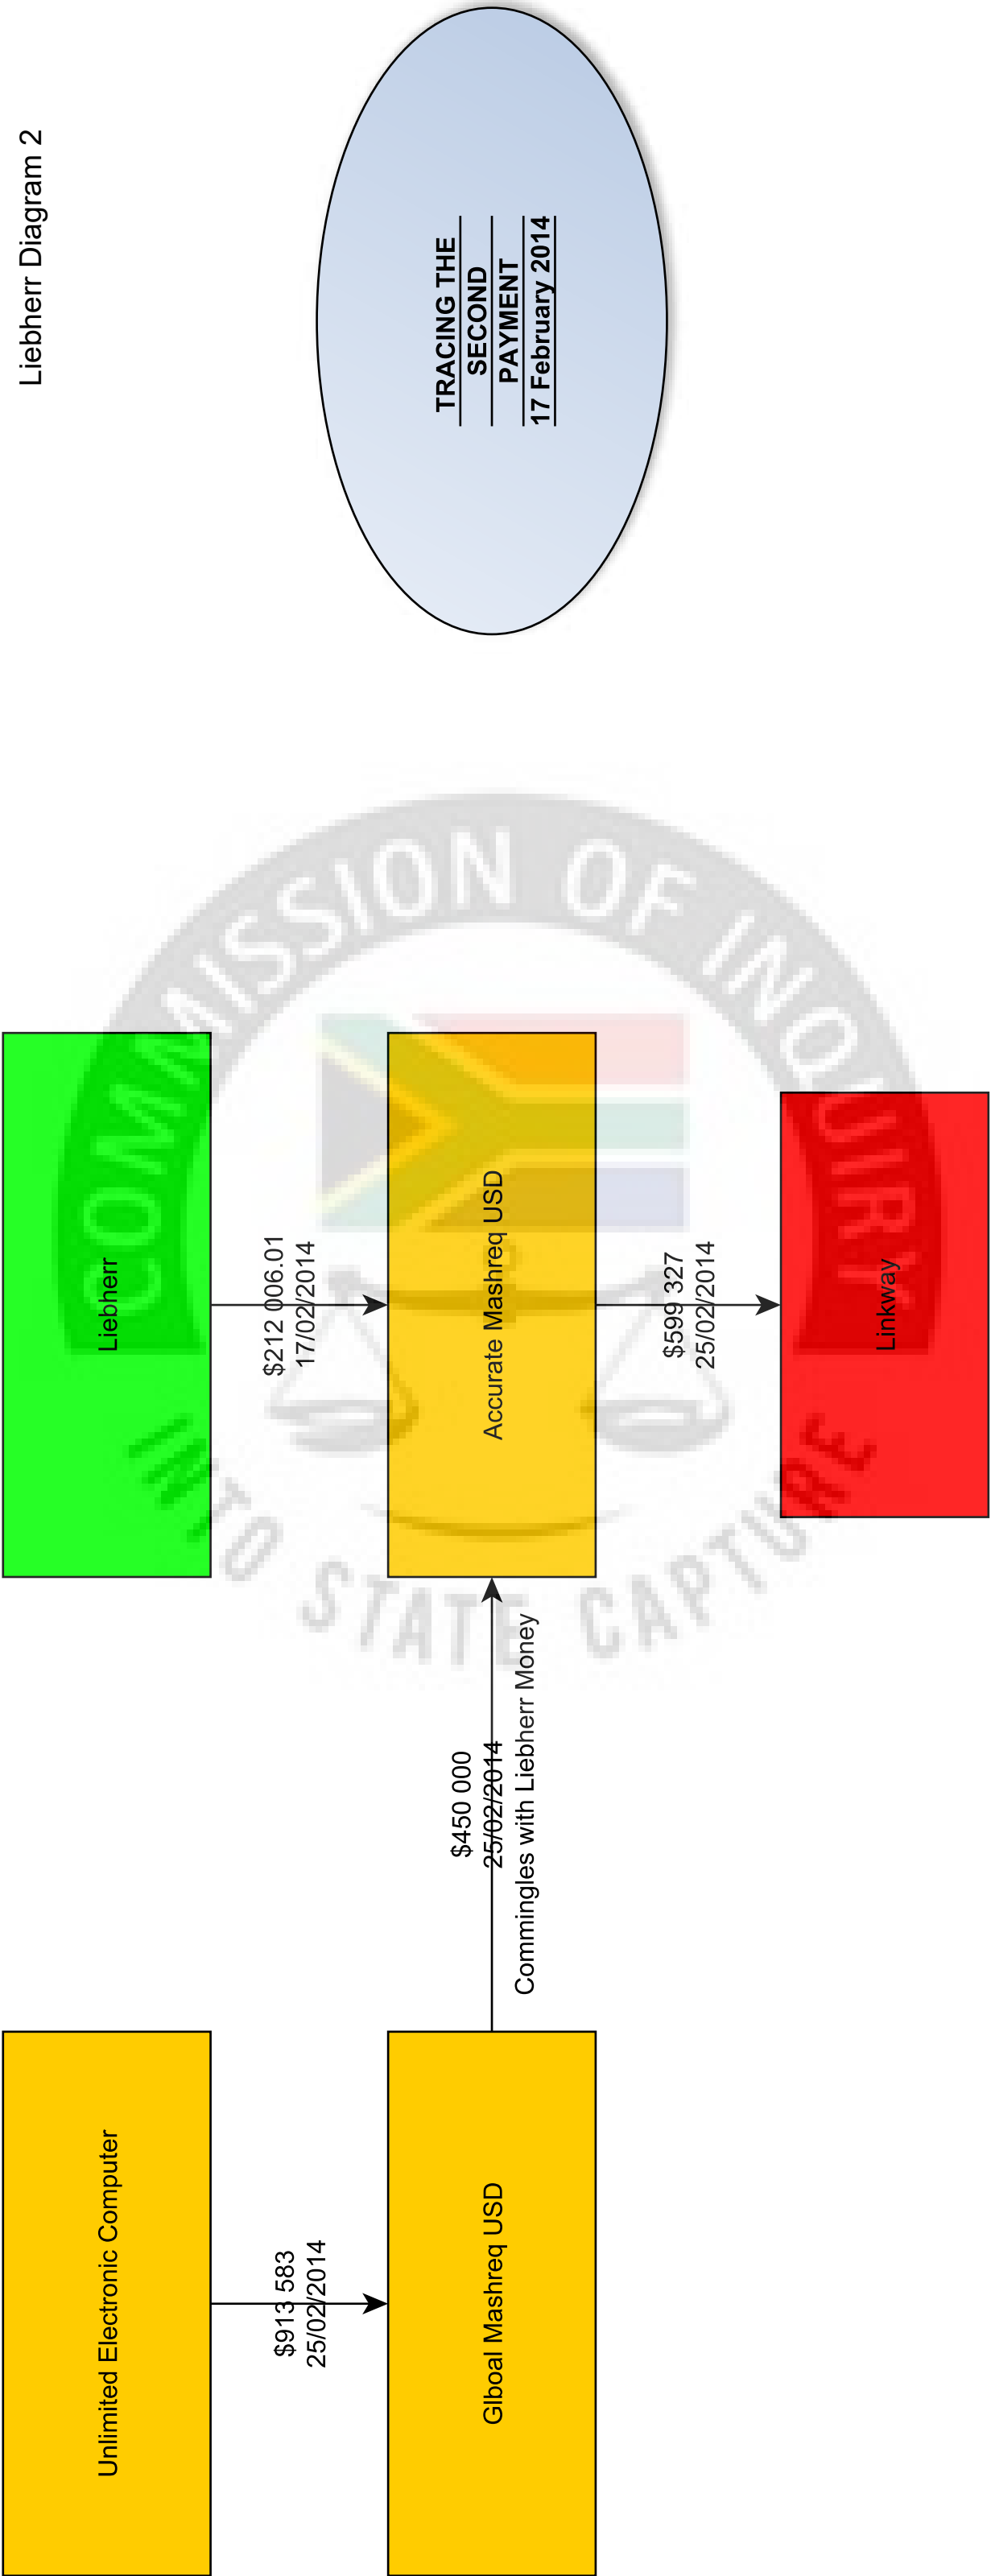 Liebherr Diagram 2
TRACING THE
SECOND
PAYMENT
17 February 2014
Unlimited Electronic Computer
Liebherr
$913 583
25/02/2014
$212 006.01
17/02/2014
Glboal Mashreq USD
$450 000
25/02/2014
Commingles with Liebherr Money
Accurate Mashreq USD
$599 327
25/02/2014
Linkway
COMMISSION OF INQUIRY
INTO STATE CAPTURE